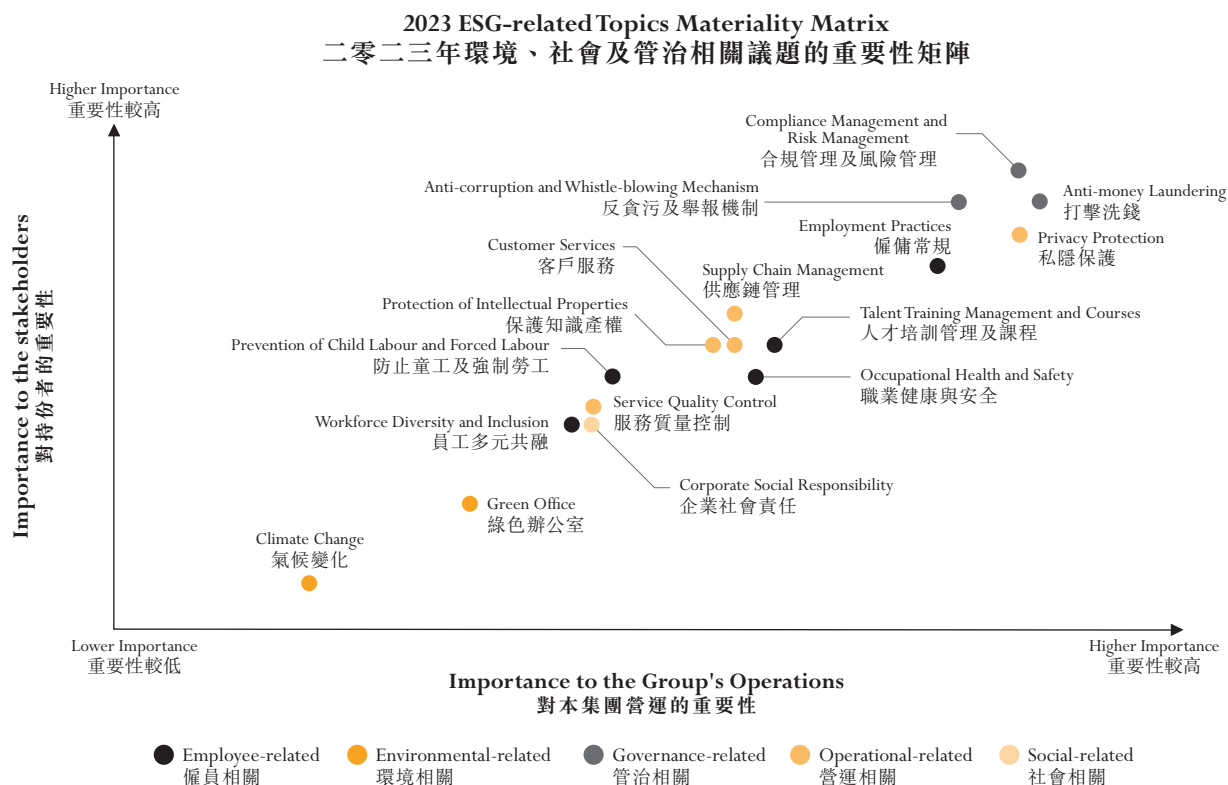 2023 ESG-related Topics Materiality Matrix
二零二三年環境、社會及管治相關議題的重要性矩陣
Higher Importance
重要性較高
Importance to the stakeholders
對持份者的重要性
Compliance Management and
Risk Management
合規管理及風險管理
Anti-corruption and Whistle-blowing Mechanism
反貪污及舉報機制
Anti-money Laundering
打擊洗錢
Employment Practices
僱傭常規
Privacy Protection
私隱保護
Customer Services
客戶服務
Supply Chain Management
供應鏈管理
Protection of Intellectual Properties
保護知識產權
Talent Training Management and Courses
人才培訓管理及課程
Prevention of Child Labour and Forced Labour
防止童工及強制勞工
Occupational Health and Safety
職業健康與安全
Service Quality Control
服務質量控制
Workforce Diversity and Inclusion
員工多元共融
Corporate Social Responsibility
企業社會責任
Green Office
綠色辦公室
Climate Change
氣候變化
Lower Importance
重要性較低
Higher Importance
重要性較高
Importance to the Group's Operations
對本集團營運的重要性
Employee-related
僱員相關
Environmental-related
環境相關
Governance-related
管治相關
Operational-related
營運相關
Social-related
社會相關